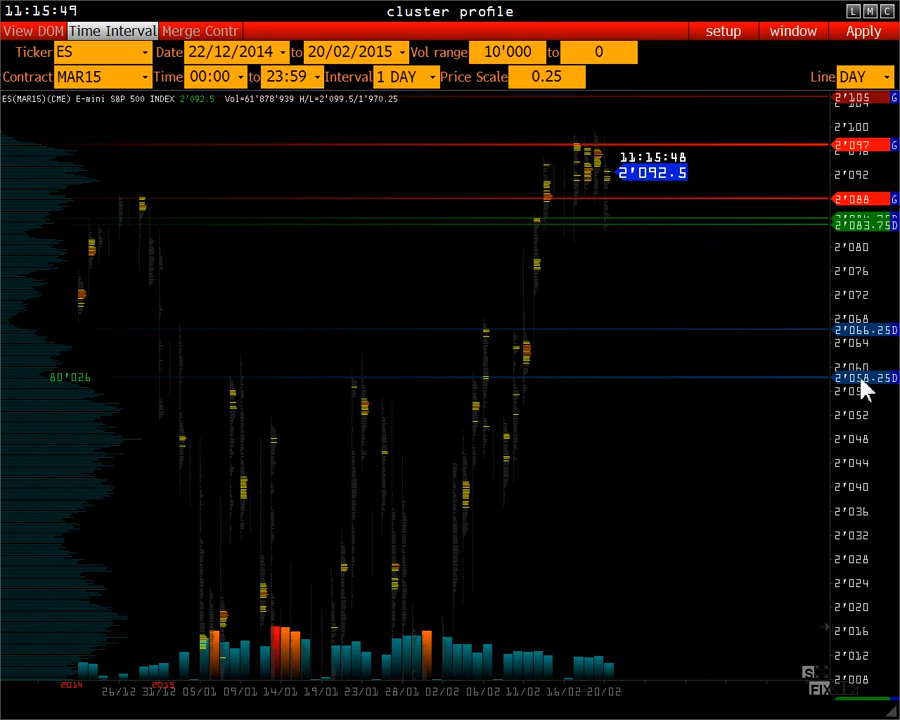 11:15:49 cluster profile L M C
View DOM Time Interval Merge Contr setup window Apply
Ticker ES Date 22/12/2014 to 20/02/2015 Vol range 10'000 to 0
Contract MAR15 Time 00:00 to 23:59 Interval 1 DAY Price Scale 0.25 Line DAY
ES(MAR15)(CME) E-mini S&P 500 INDEX 2'092.5 Vol=61'878'939 H/L=2'099.5/1'970.25
2'105 G
2'100
2'097 G
11:15:48
2'092.5
2'092
2'088 G
2'083.75 D
2'080
2'076
2'072
2'068
2'066.25 D
2'064
2'060
80'026
2'058.25 D
2'052
2'048
2'044
2'040
2'036
2'032
2'028
2'024
2'020
2'016
2'012
S
2'008
2014 2015
FIX
26/12 31/12 05/01 09/01 14/01 19/01 23/01 28/01 02/02 06/02 11/02 16/02 20/02